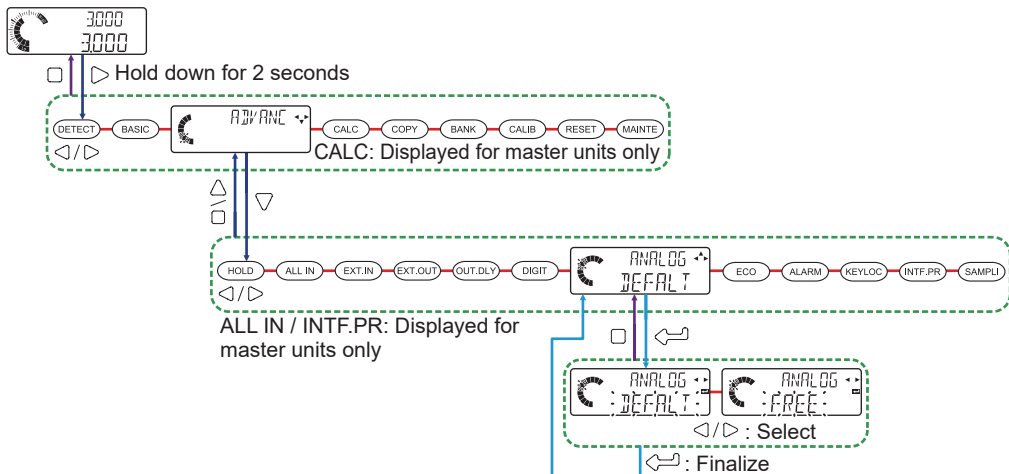 3.000
3.000
Hold down for 2 seconds
DETECT BASIC ADVANC CALC COPY BANK CALIB RESET MAINTE
CALC: Displayed for master units only
HOLD ALL IN EXT.IN EXT.OUT OUT.DLY DIGIT ANALOG ECO ALARM KEYLOC INTF.PR SAMPLI
DEFALT
ALL IN / INTF.PR: Displayed for
master units only
ANALOG ANALOG
DEFALT FREE
/ : Select
: Finalize